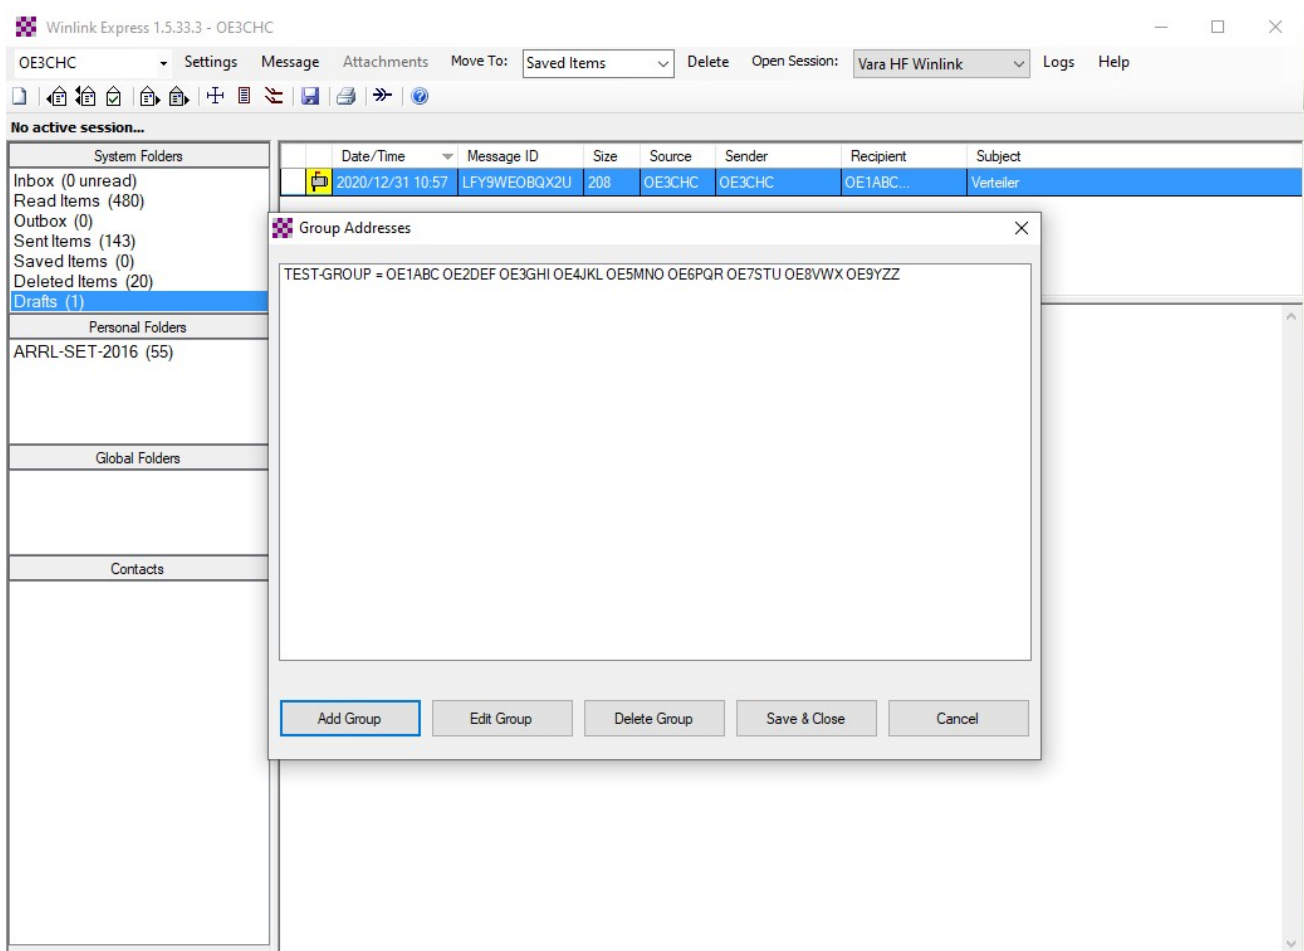 Winlink Express 1.5.33.3 - OE3CHC
OE3CHC Settings Message Attachments Move To: Saved Items Delete Open Session: Vara HF Winlink Logs Help
No active session...
System Folders
Inbox (0 unread)
Read Items (480)
Outbox (0)
Sent Items (143)
Saved Items (0)
Deleted Items (20)
Drafts (1)
Personal Folders
ARRL-SET-2016 (55)
Global Folders
Contacts
Date/Time Message ID Size Source Sender Recipient Subject
2020/12/31 10:57 LFY9WEOBQX2U 208 OE3CHC OE3CHC OE1ABC... Verteiler
Group Addresses
TEST-GROUP = OE1ABC OE2DEF OE3GHI OE4JKL OE5MNO OE6PQR OE7STU OE8VWX OE9YZZ
Add Group Edit Group Delete Group Save & Close Cancel